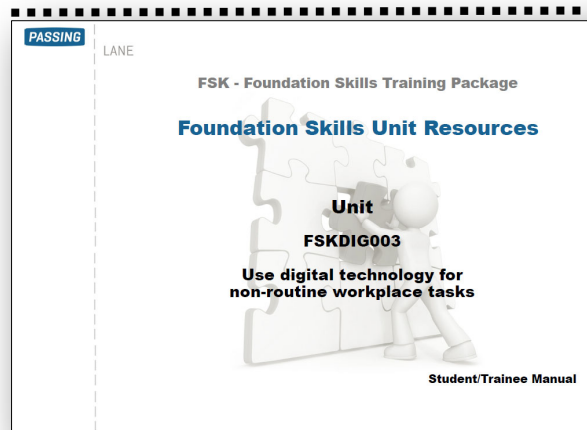 PASSING
LANE
FSK - Foundation Skills Training Package
Foundation Skills Unit Resources
Unit
FSKDIG003
Use digital technology for
non-routine workplace tasks
Student/Trainee Manual